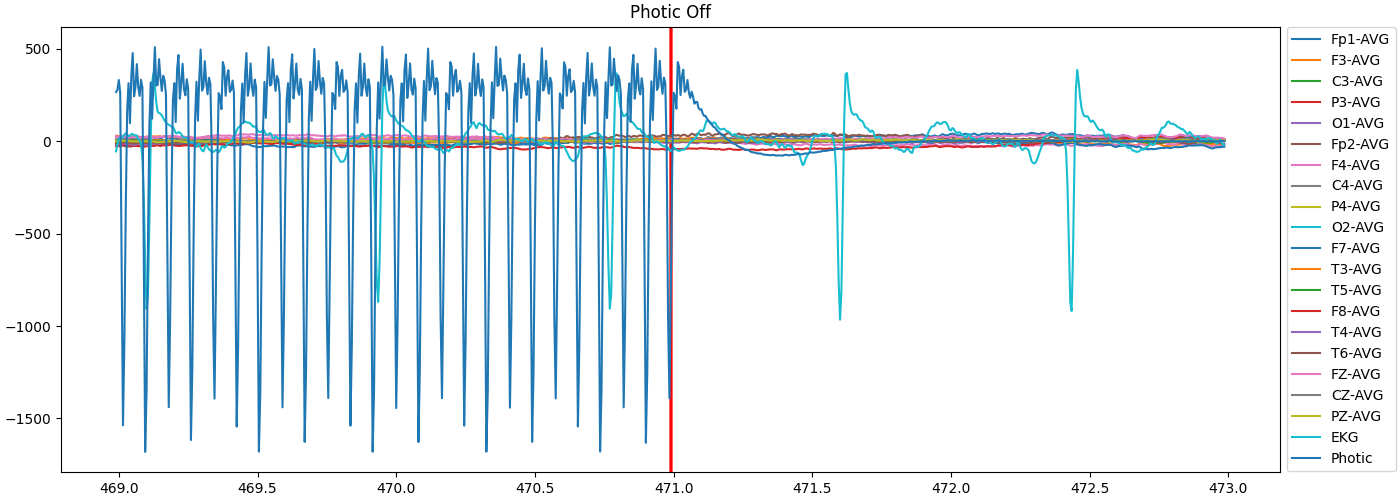 Photic Off
500
0
−500
−1000
−1500
469.0 469.5 470.0 470.5 471.0 471.5 472.0 472.5 473.0
Fp1-AVG
F3-AVG
C3-AVG
P3-AVG
O1-AVG
Fp2-AVG
F4-AVG
C4-AVG
P4-AVG
O2-AVG
F7-AVG
T3-AVG
T5-AVG
F8-AVG
T4-AVG
T6-AVG
FZ-AVG
CZ-AVG
PZ-AVG
EKG
Photic